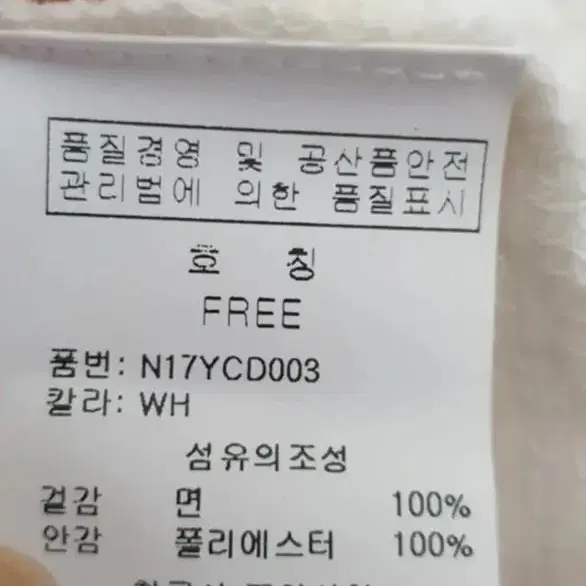 품질경영 및 공산품안전
관리법에 의한 품질표시
호 칭
FREE
품번: N17YCD003
칼라: WH
섬유의조성
겉감 면 100%
안감 폴리에스터 100%